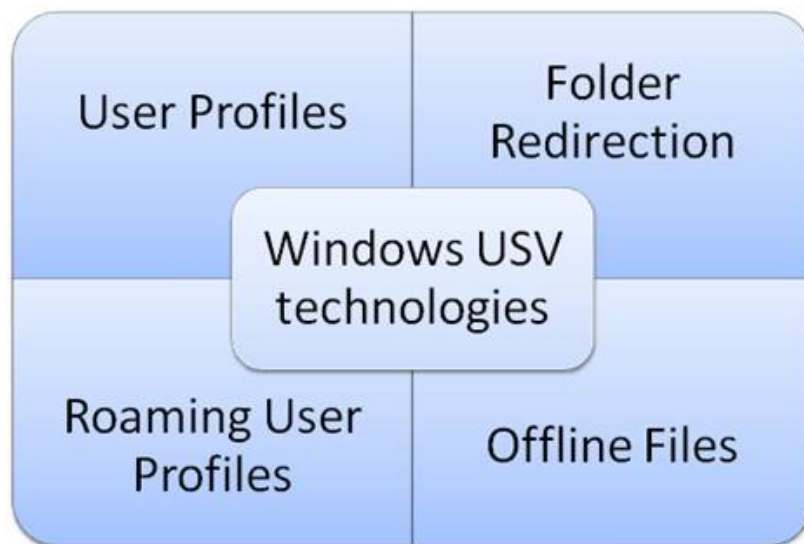 User Profiles
Folder
Redirection
Windows USV
technologies
Roaming User
Profiles
Offline Files